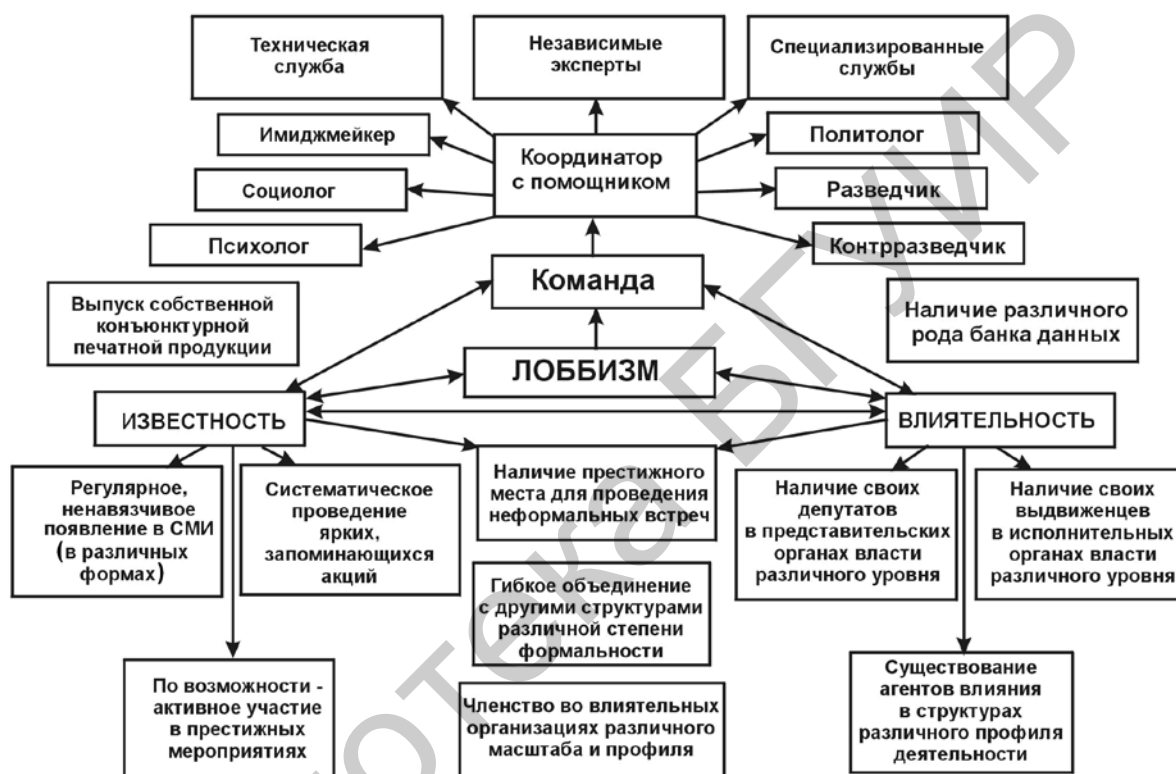 Техническая
служба
Независимые
эксперты
Специализированные
службы
Имиджмейкер
Координатор
с помощником
Политолог
Социолог
Разведчик
Психолог
Контрразведчик
Команда
Выпуск собственной
конъюнктурной
печатной продукции
Наличие различного
рода банка данных
ЛОББИЗМ
ИЗВЕСТНОСТЬ
ВЛИЯТЕЛЬНОСТЬ
Регулярное,
ненавязчивое
появление в СМИ
(в различных
формах)
Систематическое
проведение
ярких,
запоминающихся
акций
Наличие престижного
места для проведения
неформальных встреч
Наличие своих
депутатов
в представительских
органах власти
различного уровня
Наличие своих
выдвиженцев
в исполнительных
органах власти
различного уровня
Гибкое объединение
с другими структурами
различной степени
формальности
По возможности -
активное участие
в престижных
мероприятиях
Членство во влиятельных
организациях различного
масштаба и профиля
Существование
агентов влияния
в структурах
различного профиля
деятельности
отека БГУИР